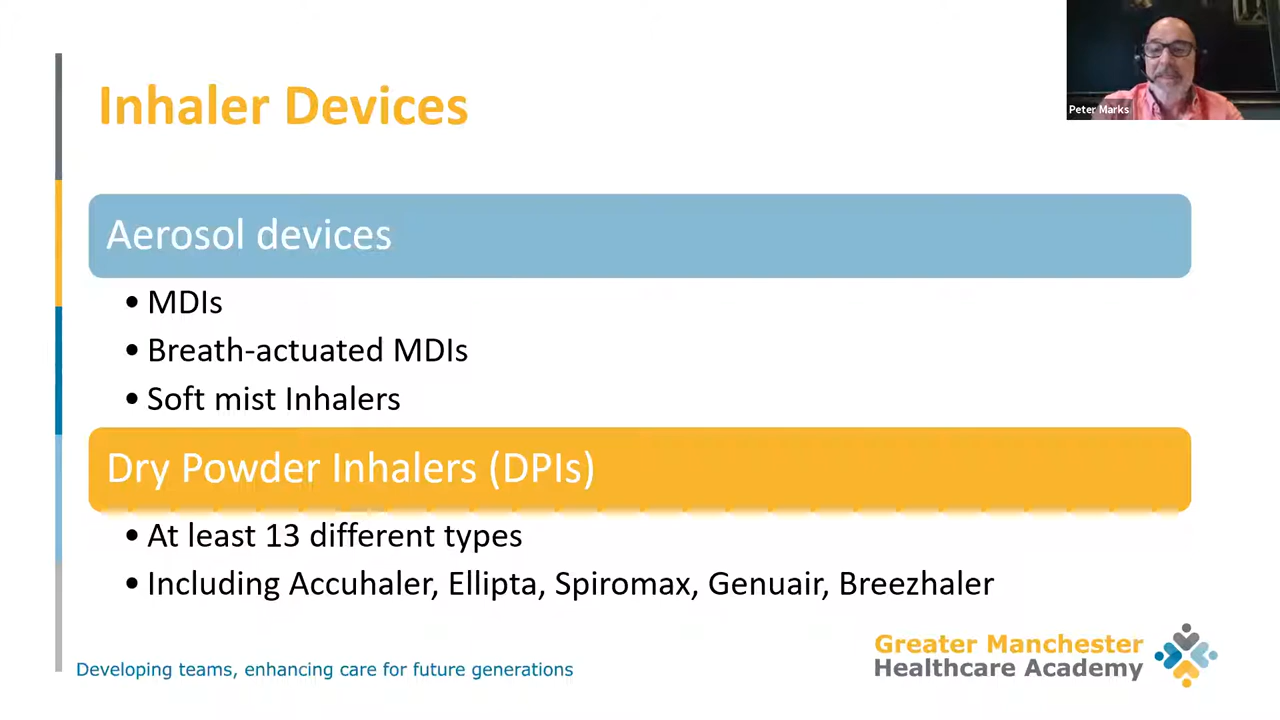 Inhaler Devices
Peter Marks
Aerosol devices
• MDIs
• Breath-actuated MDIs
• Soft mist Inhalers
Dry Powder Inhalers (DPIs)
• At least 13 different types
• Including Accuhaler, Ellipta, Spiromax, Genuair, Breezhaler
Developing teams, enhancing care for future generations
Greater Manchester
Healthcare Academy